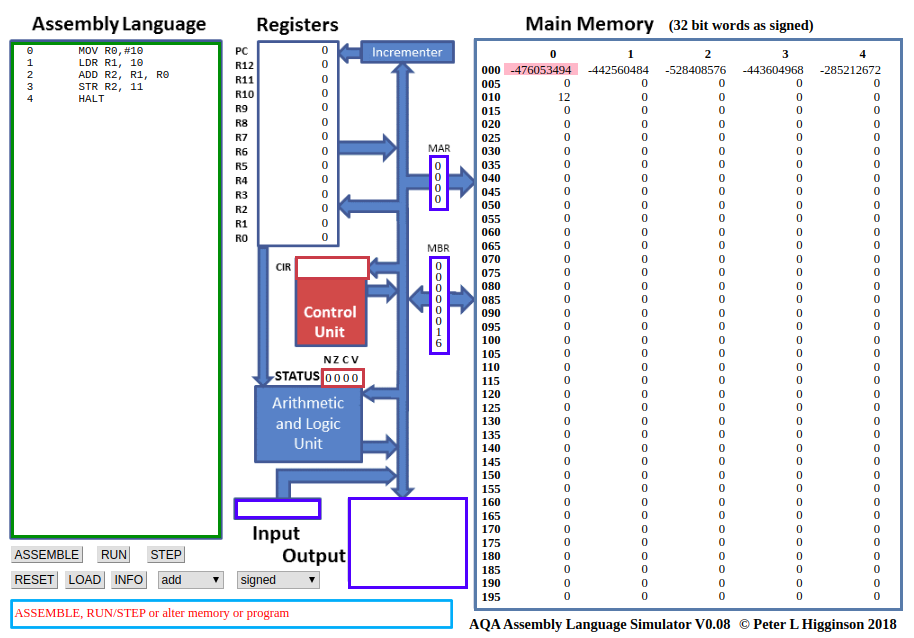 Assembly Language
0 MOV R0,#10
1 LDR R1, 10
2 ADD R2, R1, R0
3 STR R2, 11
4 HALT
ASSEMBLE RUN STEP
RESET LOAD INFO add signed
ASSEMBLE, RUN/STEP or alter memory or program
Registers
PC 0
R12 0
R11 0
R10 0
R9 0
R8 0
R7 0
R6 0
R5 0
R4 0
R3 0
R2 0
R1 0
R0 0
Incrementer
MAR
0
0
0
0
MBR
0
0
0
0
0
0
1
6
CIR
Control
Unit
N Z C V
STATUS 0 0 0 0
Arithmetic
and Logic
Unit
Input
Output
Main Memory (32 bit words as signed)
0 1 2 3 4
000 -476053494 -442560484 -528408576 -443604968 -285212672
005 0 0 0 0 0
010 12 0 0 0 0
015 0 0 0 0 0
020 0 0 0 0 0
025 0 0 0 0 0
030 0 0 0 0 0
035 0 0 0 0 0
040 0 0 0 0 0
045 0 0 0 0 0
050 0 0 0 0 0
055 0 0 0 0 0
060 0 0 0 0 0
065 0 0 0 0 0
070 0 0 0 0 0
075 0 0 0 0 0
080 0 0 0 0 0
085 0 0 0 0 0
090 0 0 0 0 0
095 0 0 0 0 0
100 0 0 0 0 0
105 0 0 0 0 0
110 0 0 0 0 0
115 0 0 0 0 0
120 0 0 0 0 0
125 0 0 0 0 0
130 0 0 0 0 0
135 0 0 0 0 0
140 0 0 0 0 0
145 0 0 0 0 0
150 0 0 0 0 0
155 0 0 0 0 0
160 0 0 0 0 0
165 0 0 0 0 0
170 0 0 0 0 0
175 0 0 0 0 0
180 0 0 0 0 0
185 0 0 0 0 0
190 0 0 0 0 0
195 0 0 0 0 0
AQA Assembly Language Simulator V0.08 © Peter L Higginson 2018